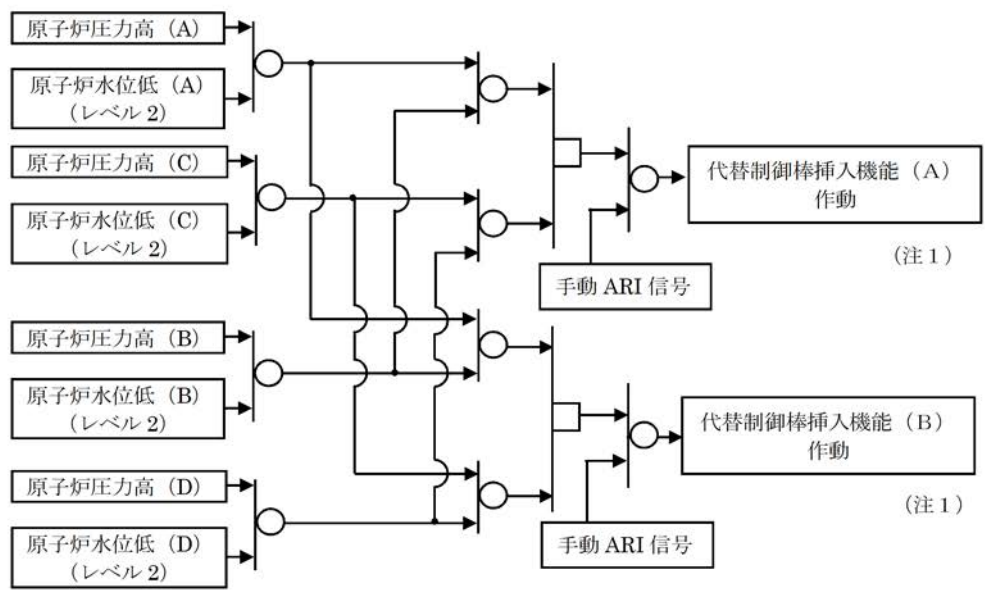 原子炉圧力高（A）
原子炉水位低（A）
（レベル 2）
原子炉圧力高（C）
原子炉水位低（C）
（レベル 2）
代替制御棒挿入機能（A）
作動
（注１）
手動 ARI 信号
原子炉圧力高（B）
原子炉水位低（B）
（レベル 2）
代替制御棒挿入機能（B）
作動
（注１）
手動 ARI 信号
原子炉圧力高（D）
原子炉水位低（D）
（レベル 2）